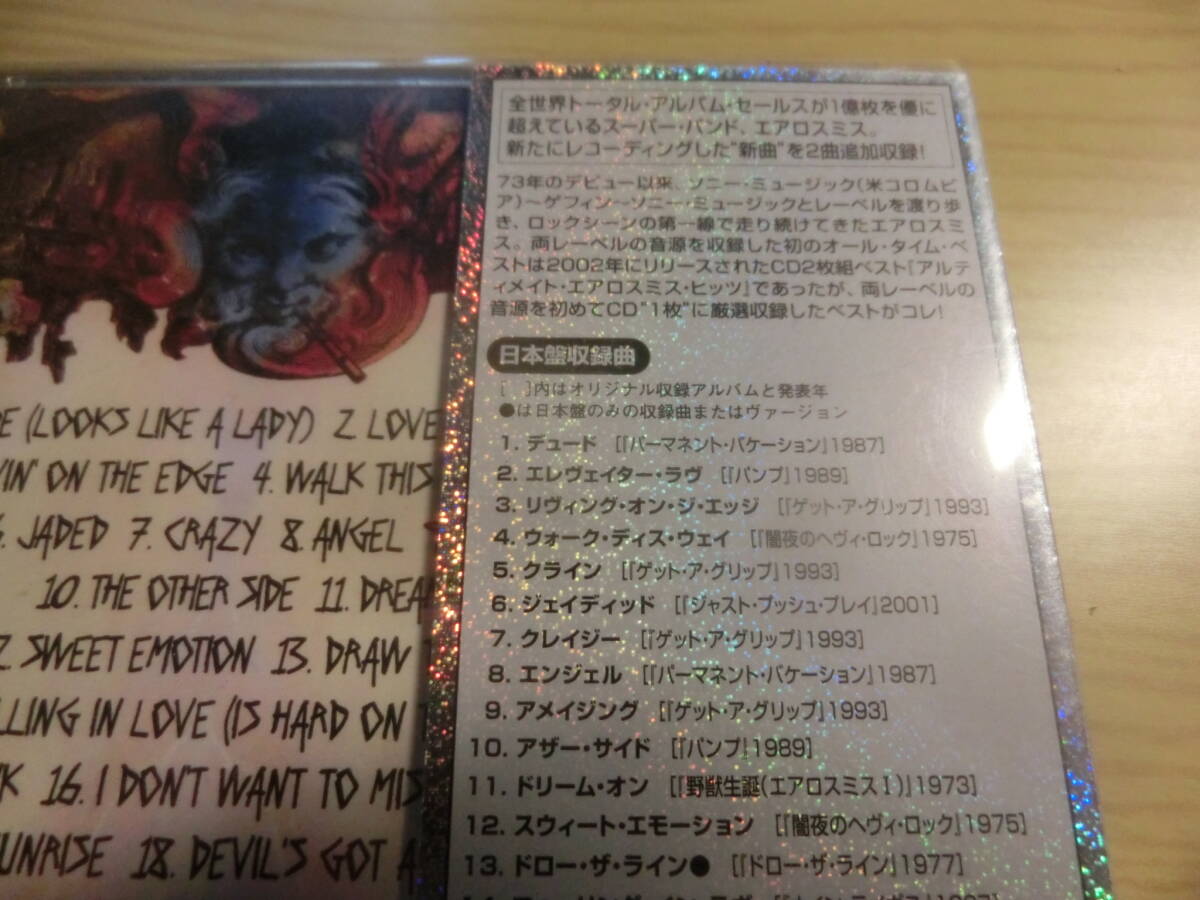 全世界トータル・アルバム・セールスが1億枚を優に
超えているスーパー・バンド、エアロスミス。
新たにレコーディングした"新曲"を2曲追加収録!
73年のデビュー以来、ソニー・ミュージック(米コロムビ
ア)〜ゲフィン〜ソニー・ミュージックとレーベルを渡り歩
き、ロックシーンの第一線で走り続けてきたエアロスミ
ス。両レーベルの音源を収録した初のオール・タイム・ベ
ストは2002年にリリースされたCD2枚組ベスト『アルテ
ィメイト・エアロスミス・ヒッツ』であったが、両レーベルの
音源を初めてCD"1枚"に厳選収録したベストがコレ!
日本盤収録曲
[ ]内はオリジナル収録アルバムと発表年
●は日本盤のみの収録曲またはヴァージョン
1. デュード [『パーマネント・バケーション』1987]
2. エレヴェイター・ラヴ [『パンプ』1989]
3. リヴィング・オン・ジ・エッジ [『ゲット・ア・グリップ』1993]
4. ウォーク・ディス・ウェイ [『闇夜のヘヴィ・ロック』1975]
5. クライン [『ゲット・ア・グリップ』1993]
6. ジェイディッド [『ジャスト・プッシュ・プレイ』2001]
7. クレイジー [『ゲット・ア・グリップ』1993]
8. エンジェル [『パーマネント・バケーション』1987]
9. アメイジング [『ゲット・ア・グリップ』1993]
10. アザー・サイド [『パンプ』1989]
11. ドリーム・オン [『野獣生誕(エアロスミスⅠ)』1973]
12. スウィート・エモーション [『闇夜のヘヴィ・ロック』1975]
13. ドロー・ザ・ライン● [『ドロー・ザ・ライン』1977]
E (LOOKS LIKE A LADY) 2. LOVE
IN' ON THE EDGE 4. WALK THIS
JADED 7. CRAZY 8. ANGEL
10. THE OTHER SIDE 11. DREA
SWEET EMOTION 13. DRAW
LLING IN LOVE (IS HARD ON
K 16. I DON'T WANT TO MIS
UNRISE 18. DEVIL'S GOT A